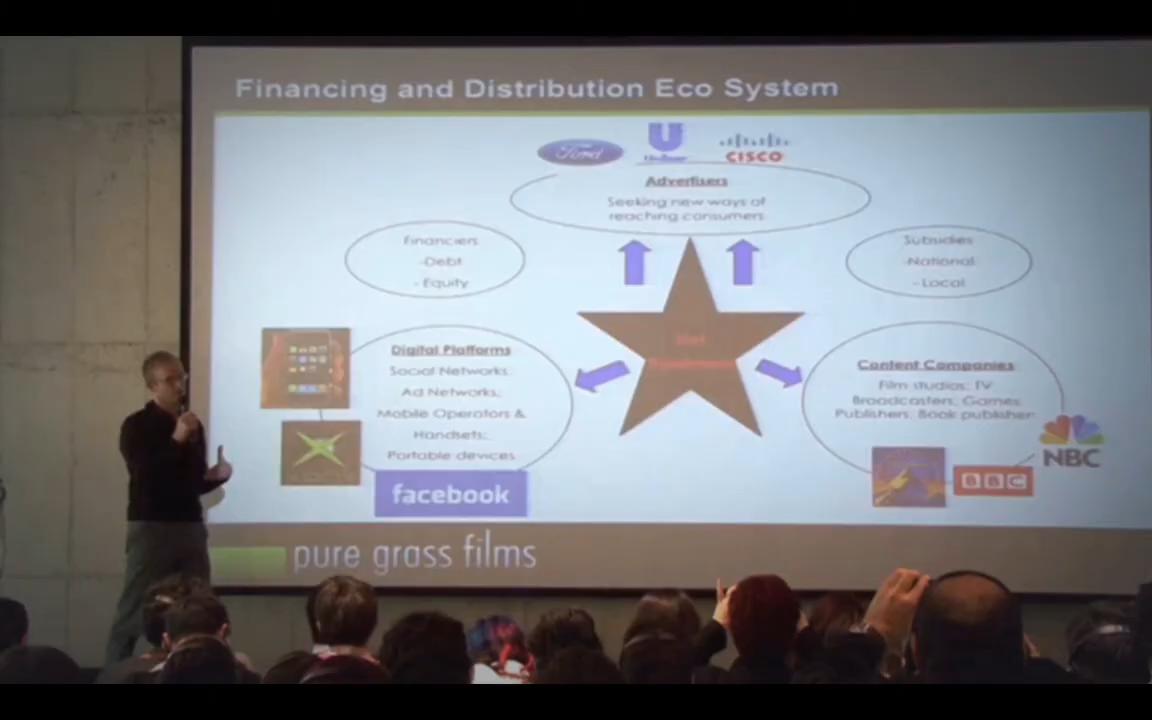 Financing and Distribution Eco System
Ford
Unilever
CISCO
Advertisers
Seeking new ways of
reaching consumers
Financiers
-Debt
- Equity
Subsidies
-National
- Local
Digital Platforms
Social Networks;
Ad Networks;
Mobile Operators &
Handsets;
Portable devices
facebook
Content Companies
Film studios; TV
Broadcasters; Games
Publishers; Book publisher
NBC
BBC
pure grass films